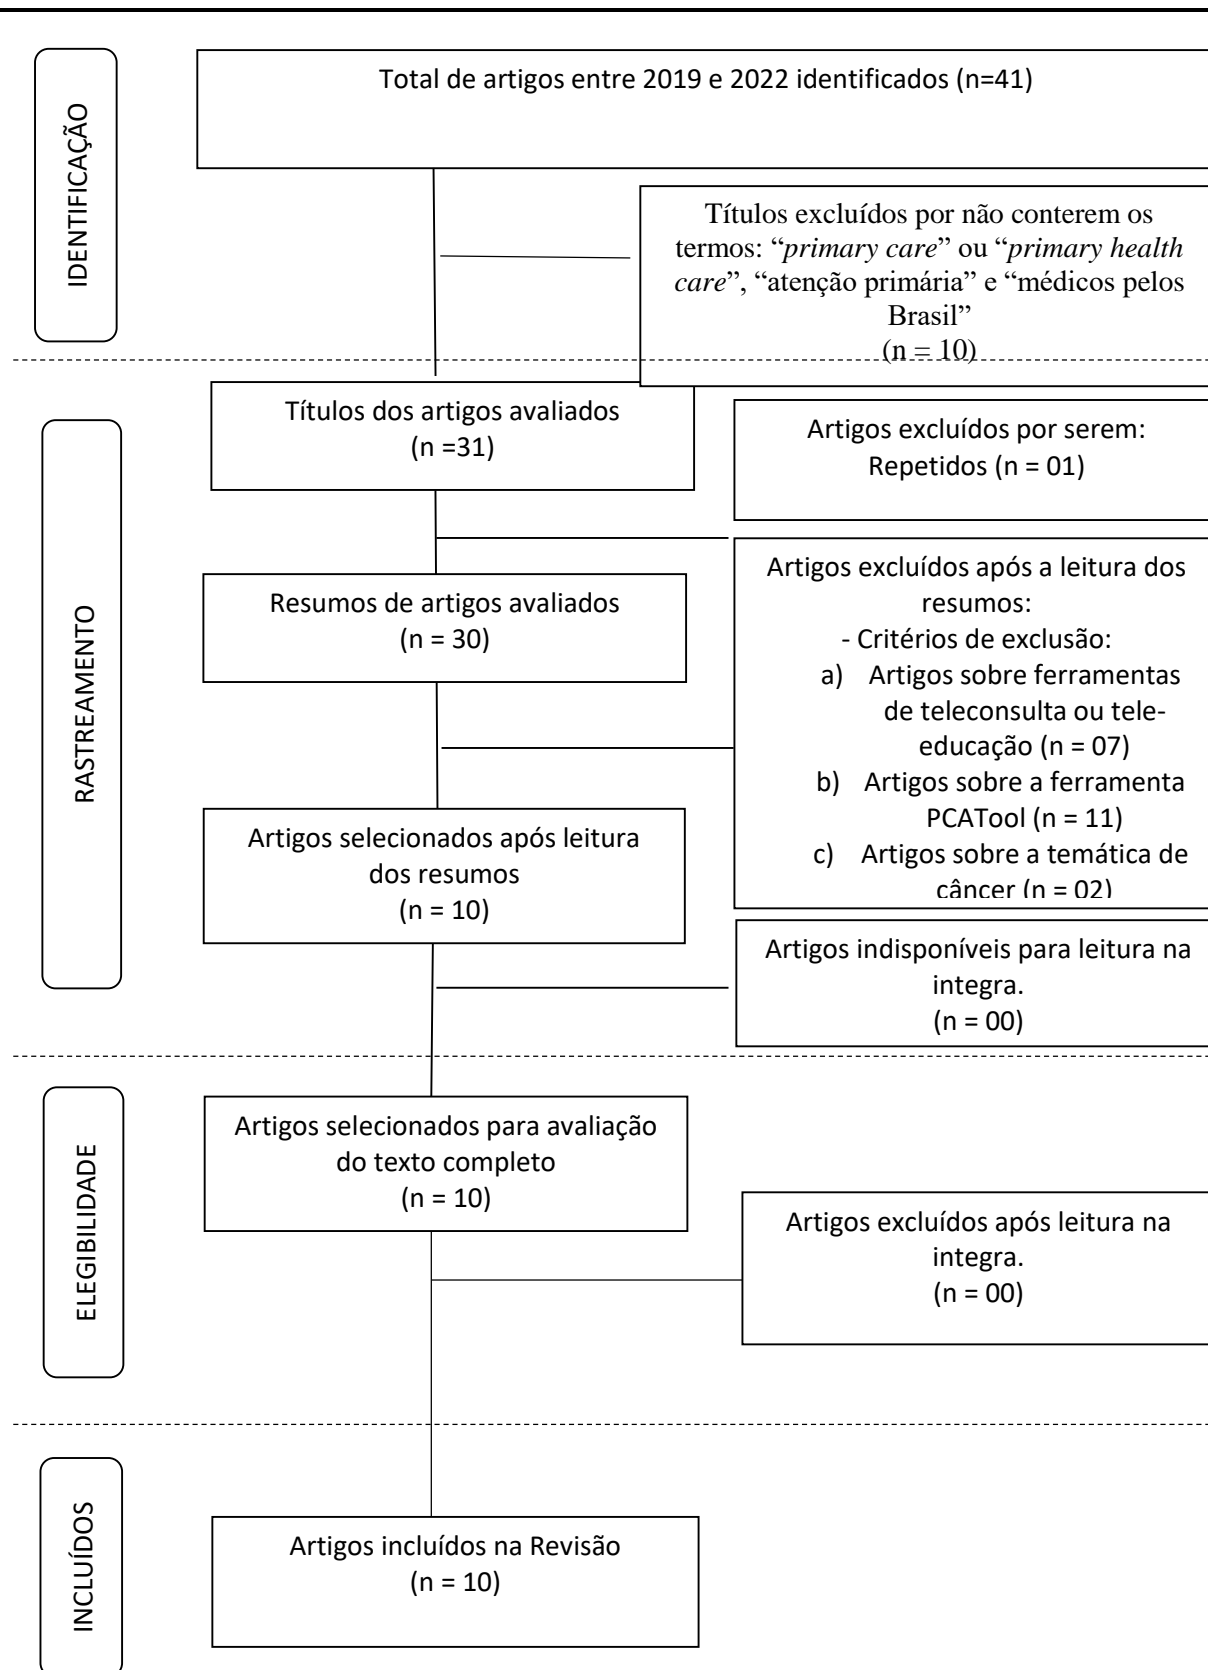 IDENTIFICAÇÃO
Total de artigos entre 2019 e 2022 identificados (n=41)
Títulos excluídos por não conterem os
termos: “primary care” ou “primary health
care”, “atenção primária” e “médicos pelos
Brasil”
(n = 10)
RASTREAMENTO
Títulos dos artigos avaliados
(n =31)
Artigos excluídos por serem:
Repetidos (n = 01)
Resumos de artigos avaliados
(n = 30)
Artigos excluídos após a leitura dos
resumos:
- Critérios de exclusão:
a) Artigos sobre ferramentas
de teleconsulta ou tele-
educação (n = 07)
b) Artigos sobre a ferramenta
PCATool (n = 11)
c) Artigos sobre a temática de
câncer (n = 02)
Artigos selecionados após leitura
dos resumos
(n = 10)
Artigos indisponíveis para leitura na
integra.
(n = 00)
ELEGIBILIDADE
Artigos selecionados para avaliação
do texto completo
(n = 10)
Artigos excluídos após leitura na
integra.
(n = 00)
INCLUÍDOS
Artigos incluídos na Revisão
(n = 10)